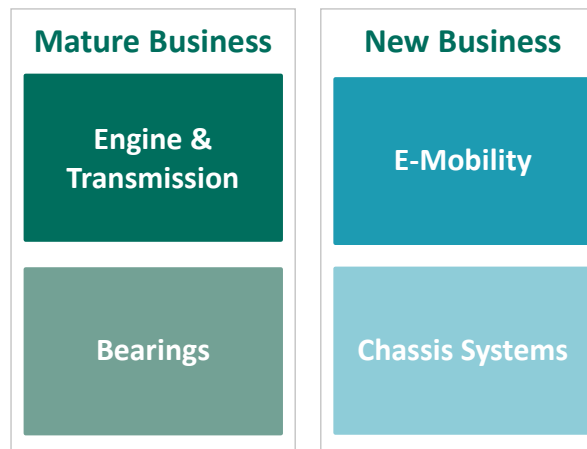 Mature Business
Engine &
Transmission
Bearings
New Business
E-Mobility
Chassis Systems